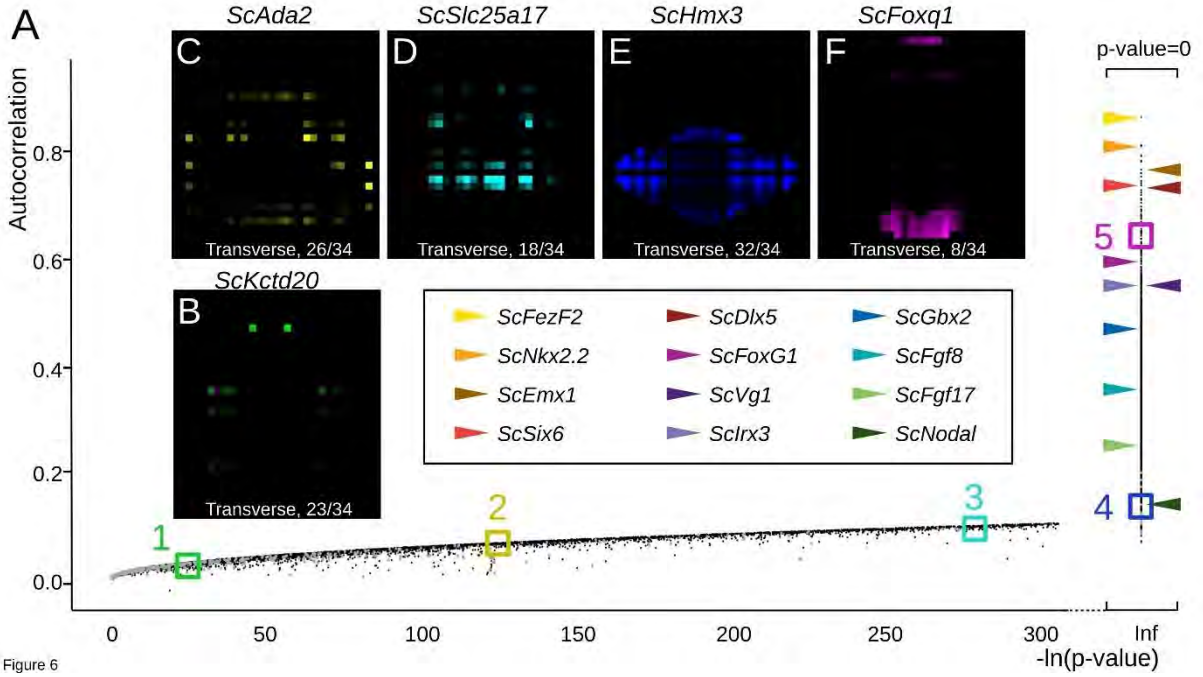 A
ScAda2
ScSlc25a17
ScHmx3
ScFoxq1
C
D
E
F
Transverse, 26/34
Transverse, 18/34
Transverse, 32/34
Transverse, 8/34
ScKctd20
B
Transverse, 23/34
ScFezF2
ScDlx5
ScGbx2
ScNkx2.2
ScFoxG1
ScFgf8
ScEmx1
ScVg1
ScFgf17
ScSix6
ScIrx3
ScNodal
p-value=0
Autocorrelation
0.8
0.6
0.4
0.2
0.0
1
2
3
4
5
0
50
100
150
200
250
300
Inf
-ln(p-value)
Figure 6